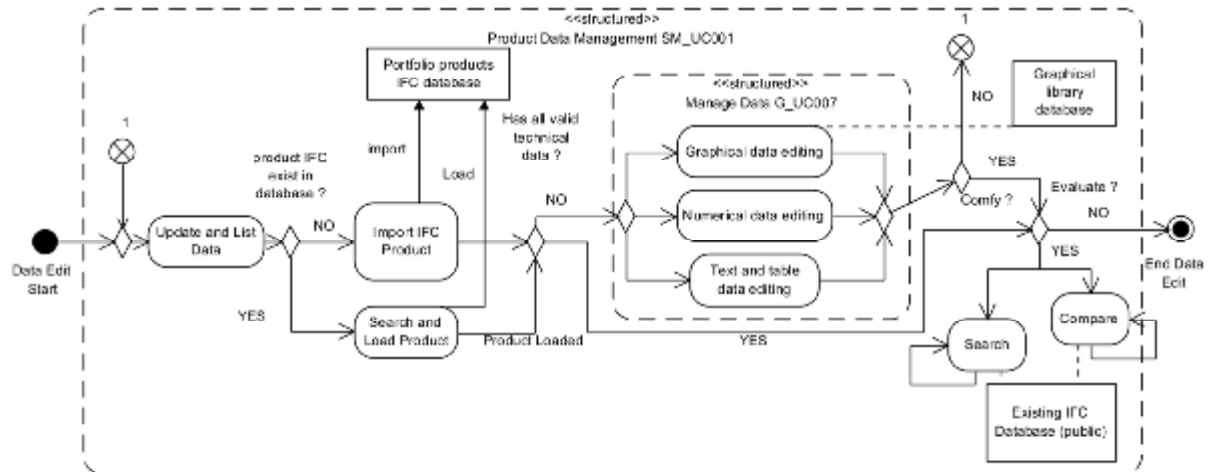 <<structured>>
Product Data Management SM_UC001
1
Portfolio products
IFC database
<<structured>>
Manage Data G_UC007
Graphical
library
database
1
NO
product IFC
exist in
database ?
import
Load
Has all valid
technical
data ?
Graphical data editing
YES
Evaluate ?
NO
NO
Comfy ?
NO
Update and List
Data
Import IFC
Product
Numerical data editing
Data Edit
Start
YES
End Data
Edit
Text and table
data editing
YES
Search and
Load Product
Product Loaded
YES
Search
Compare
Existing IFC
Database (public)